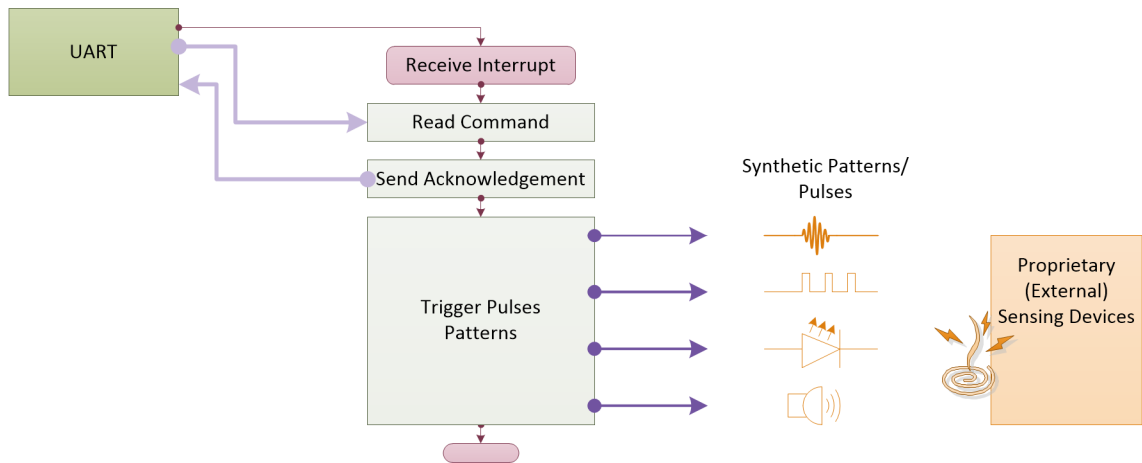 UART
Receive Interrupt
Read Command
Send Acknowledgement
Trigger Pulses
Patterns
Synthetic Patterns/
Pulses
Proprietary
(External)
Sensing Devices